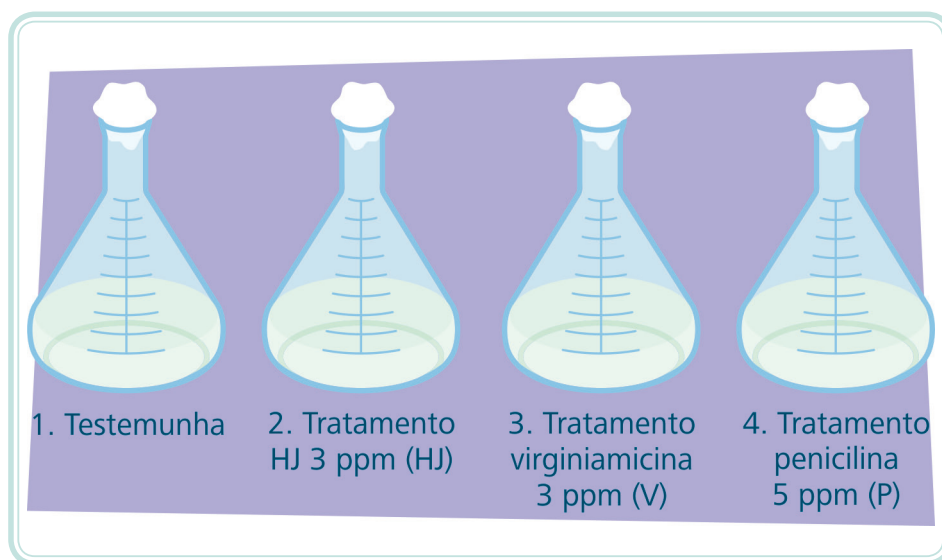 1. Testemunha
2. Tratamento
HJ 3 ppm (HJ)
3. Tratamento
virginiamicina
3 ppm (V)
4. Tratamento
penicilina
5 ppm (P)